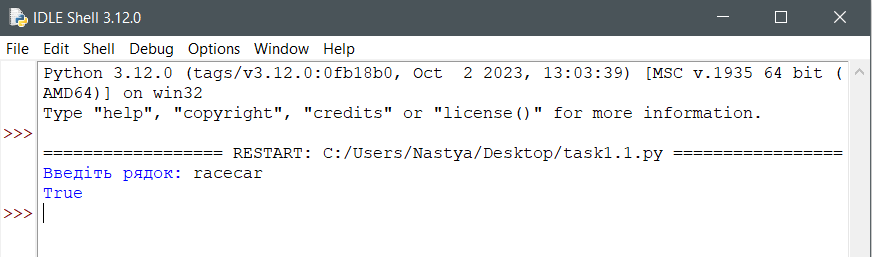 IDLE Shell 3.12.0
File Edit Shell Debug Options Window Help
Python 3.12.0 (tags/v3.12.0:0fb18b0, Oct  2 2023, 13:03:39) [MSC v.1935 64 bit (
AMD64)] on win32
Type "help", "copyright", "credits" or "license()" for more information.
>>>
================== RESTART: C:/Users/Nastya/Desktop/task1.1.py =================
Введіть рядок: racecar
True
>>>